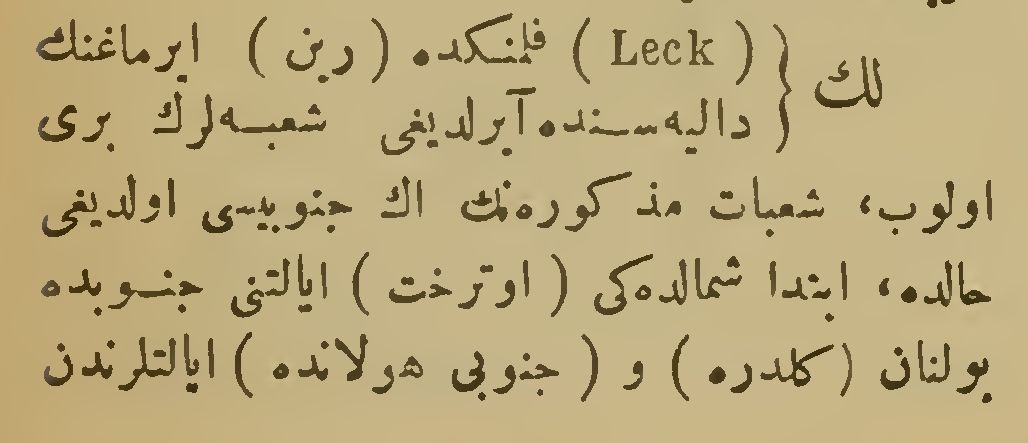 لك { ( Leck ) فلمنكده ( رين ) ايرماغنك
داليه‌سنده آيرلديغى شعبه‌لرك برى
اولوب، شعبات مذكوره‌نك اك جنوبيسى اولديغى
حالده، ابتدا شمالده‌كى ( اوترخت ) ايالتنى جنوبده
بولنان ( كلدره ) و ( جنوبى هولانده ) ايالتلرندن